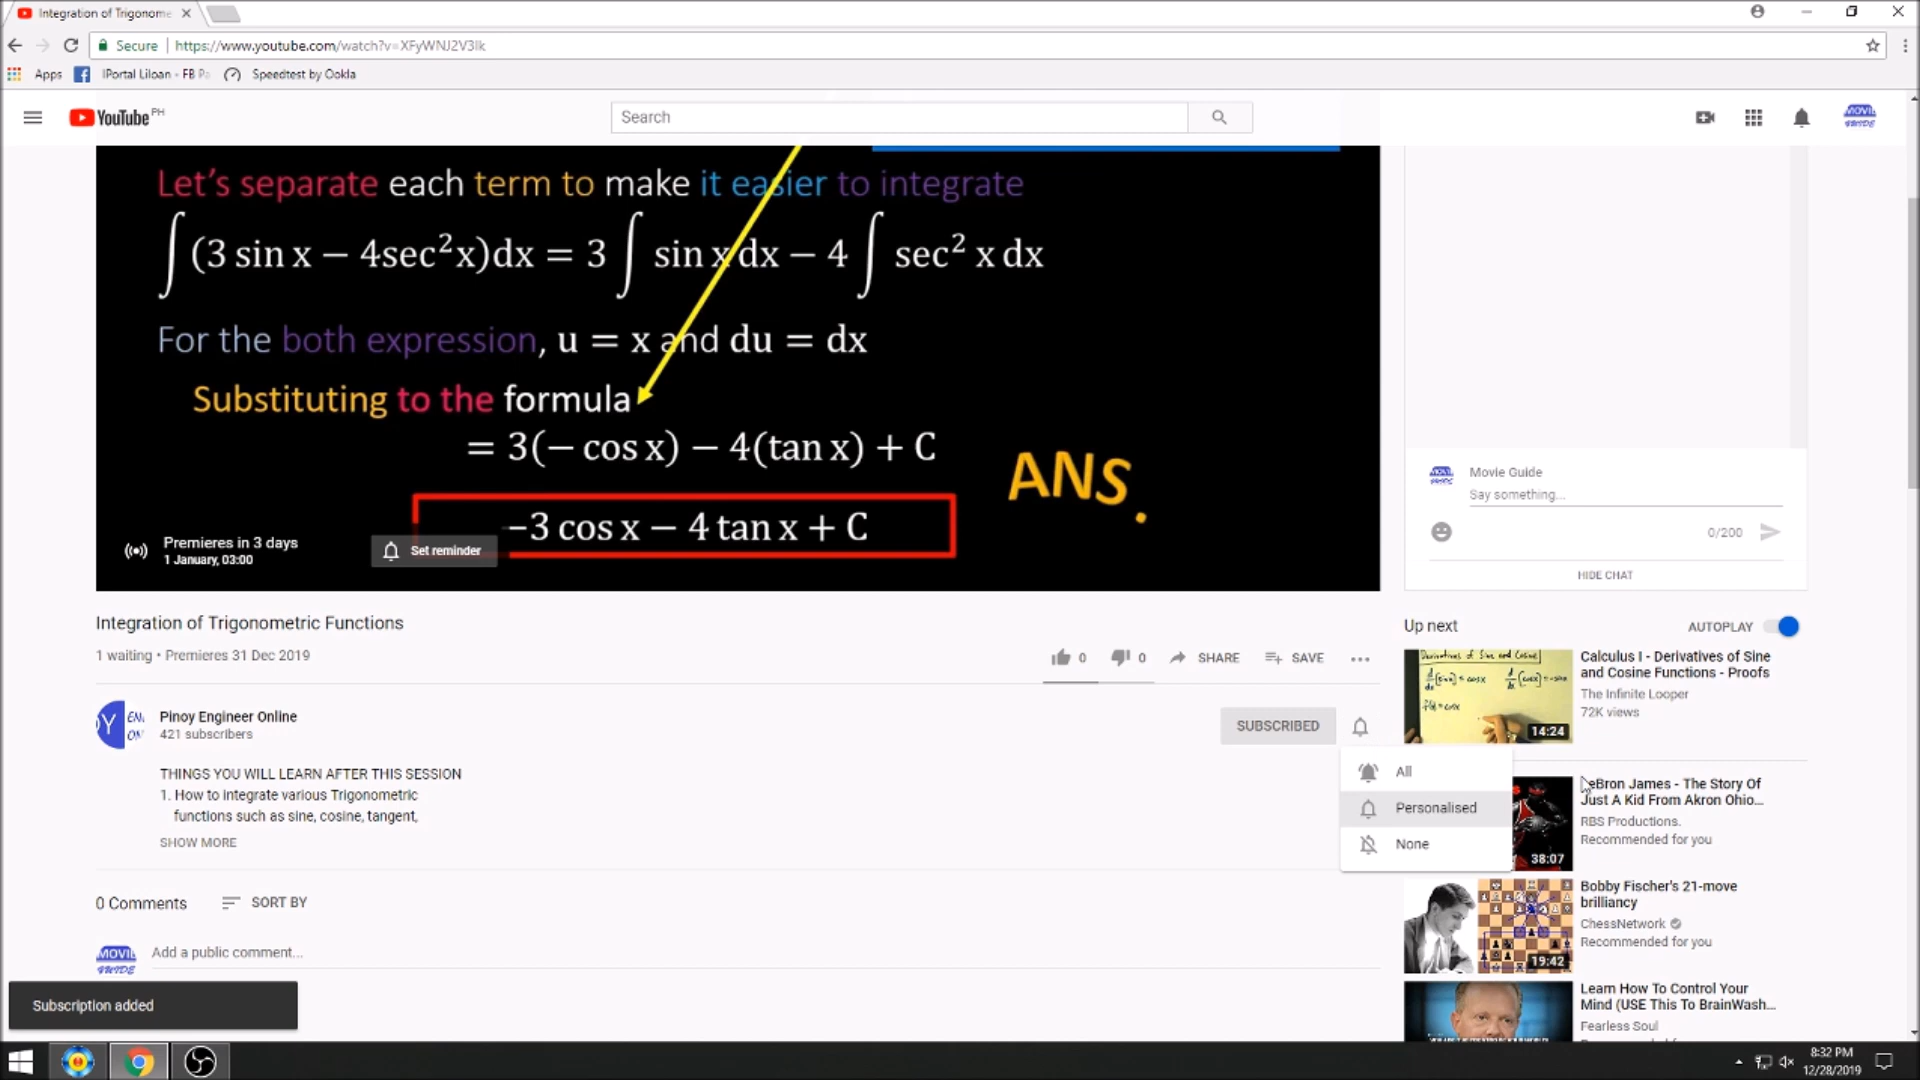 Integration of Trigonome
Secure
https://www.youtube.com/watch?v=XFyWNJ2V3Ik
Apps
IPortal Liloan - FB Pa
Speedtest by Ookla
YouTube PH
Search
MOVIE GUIDE
Let's separate each term to make it easier to integrate
∫(3 sin x − 4sec²x)dx = 3 ∫ sin x dx − 4 ∫ sec² x dx
For the both expression, u = x and du = dx
Substituting to the formula
= 3(− cos x) − 4(tan x) + C
ANS.
−3 cos x − 4 tan x + C
Premieres in 3 days
1 January, 03:00
Set reminder
Movie Guide
Say something...
0/200
HIDE CHAT
Integration of Trigonometric Functions
1 waiting • Premieres 31 Dec 2019
0
0
SHARE
SAVE
Pinoy Engineer Online
421 subscribers
SUBSCRIBED
All
Personalised
None
THINGS YOU WILL LEARN AFTER THIS SESSION
1. How to integrate various Trigonometric
functions such as sine, cosine, tangent,
SHOW MORE
0 Comments
SORT BY
Add a public comment...
Subscription added
Up next
AUTOPLAY
14:24
Calculus I - Derivatives of Sine
and Cosine Functions - Proofs
The Infinite Looper
72K views
38:07
eBron James - The Story Of
Just A Kid From Akron Ohio...
RBS Productions.
Recommended for you
19:42
Bobby Fischer's 21-move
brilliancy
ChessNetwork
Recommended for you
Learn How To Control Your
Mind (USE This To BrainWash...
Fearless Soul
8:32 PM
12/28/2019